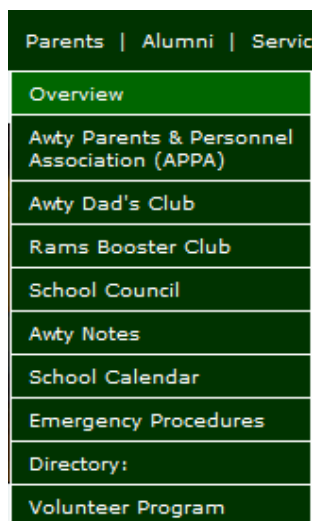 Parents | Alumni | Servic
Overview
Awty Parents & Personnel
Association (APPA)
Awty Dad's Club
Rams Booster Club
School Council
Awty Notes
School Calendar
Emergency Procedures
Directory:
Volunteer Program